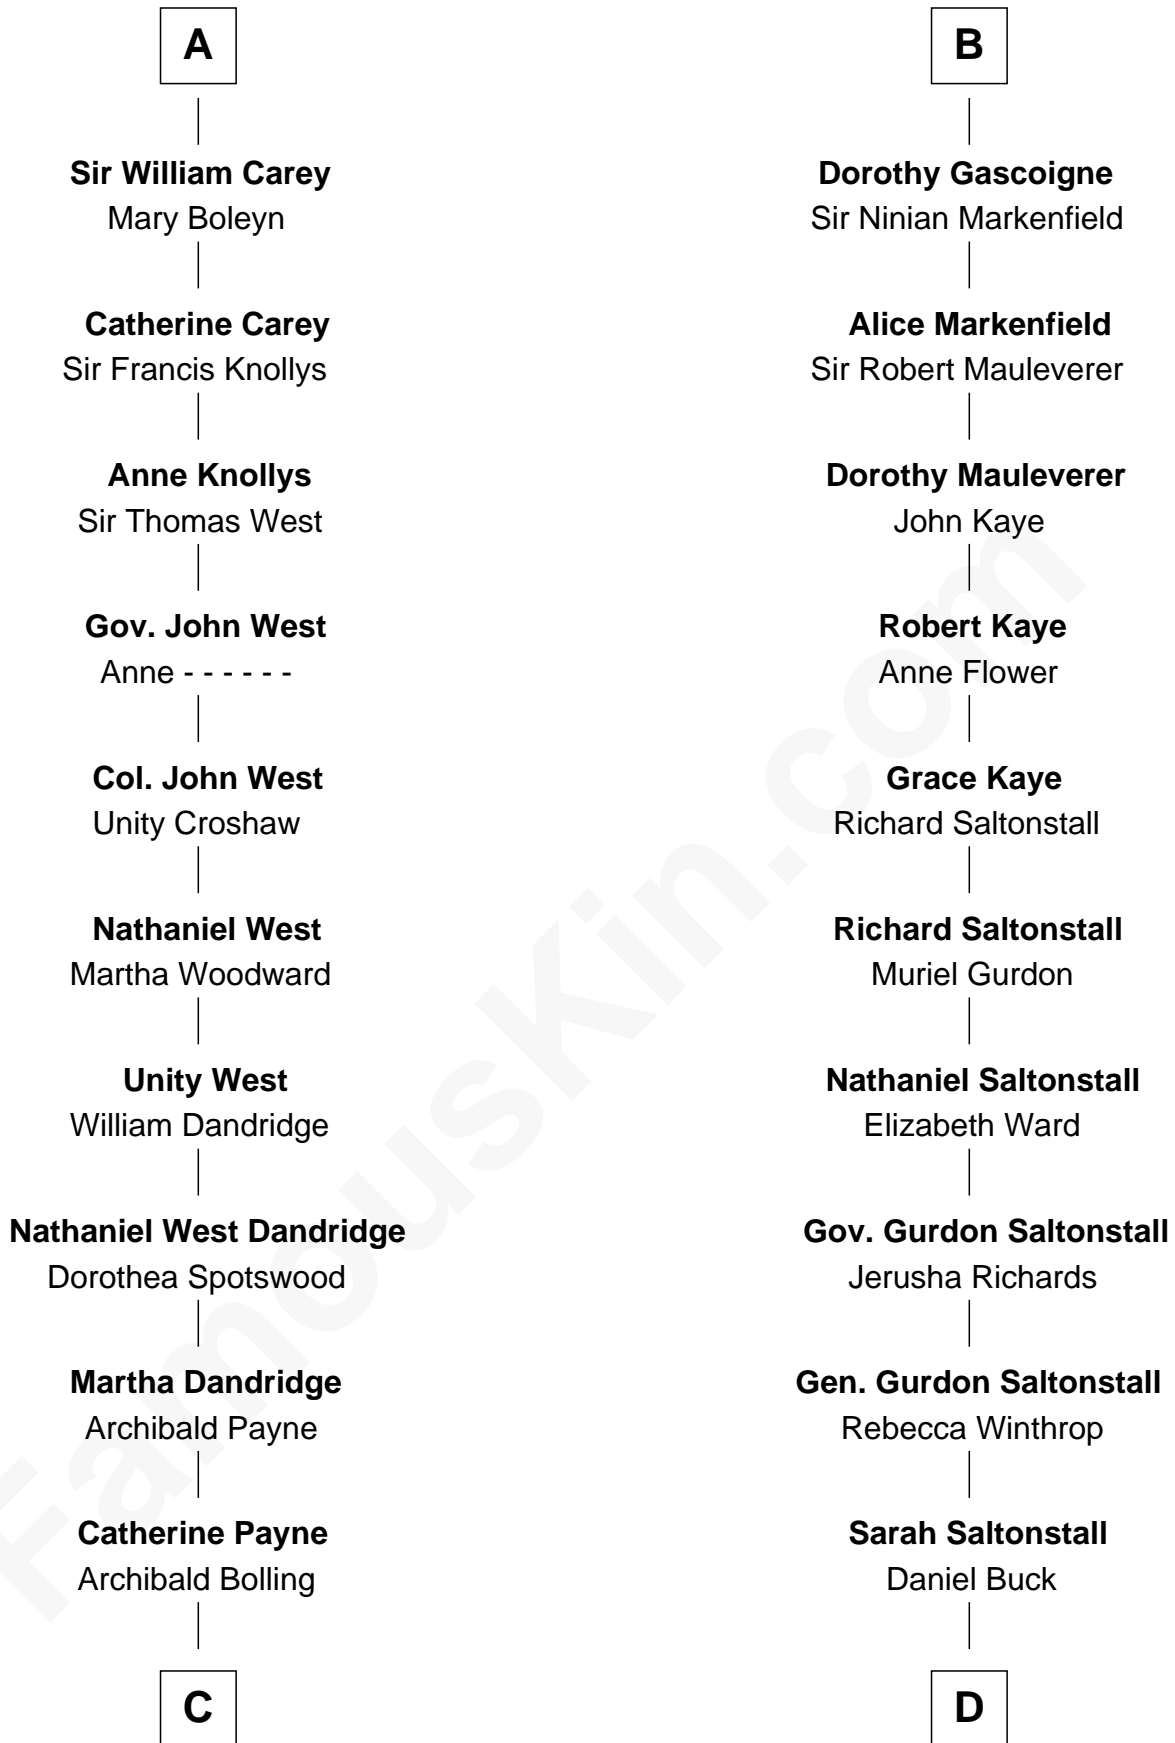 A
Sir William Carey
Mary Boleyn
Catherine Carey
Sir Francis Knollys
Anne Knollys
Sir Thomas West
Gov. John West
Anne - - - - - -
Col. John West
Unity Croshaw
Nathaniel West
Martha Woodward
Unity West
William Dandridge
Nathaniel West Dandridge
Dorothea Spotswood
Martha Dandridge
Archibald Payne
Catherine Payne
Archibald Bolling
C
B
Dorothy Gascoigne
Sir Ninian Markenfield
Alice Markenfield
Sir Robert Mauleverer
Dorothy Mauleverer
John Kaye
Robert Kaye
Anne Flower
Grace Kaye
Richard Saltonstall
Richard Saltonstall
Muriel Gurdon
Nathaniel Saltonstall
Elizabeth Ward
Gov. Gurdon Saltonstall
Jerusha Richards
Gen. Gurdon Saltonstall
Rebecca Winthrop
Sarah Saltonstall
Daniel Buck
D
FamousKin.com